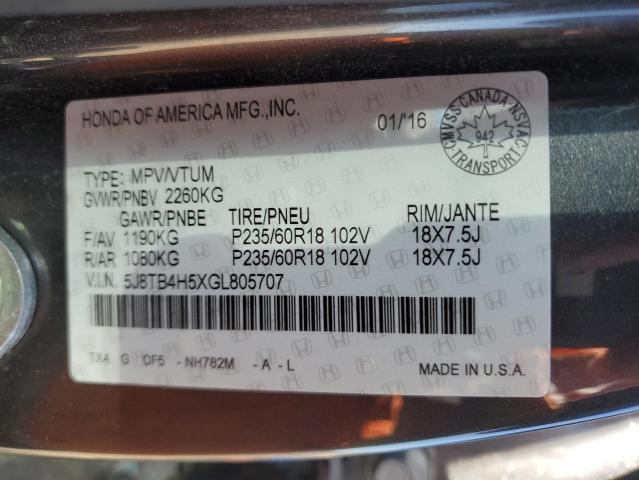 HONDA OF AMERICA MFG.,INC.
01/'16
CMVSS CANADA NSVAC
942
TRANSPORT
TYPE: MPV/VTUM
GVWR/PNBV 2260KG
GAWR/PNBE TIRE/PNEU RIM/JANTE
F/AV 1190KG P235/60R18 102V 18X7.5J
R/AR 1080KG P235/60R18 102V 18X7.5J
V.I.N. 5J8TB4H5XGL805707
TX4 G CF5 - NH782M - A - L MADE IN U.S.A.